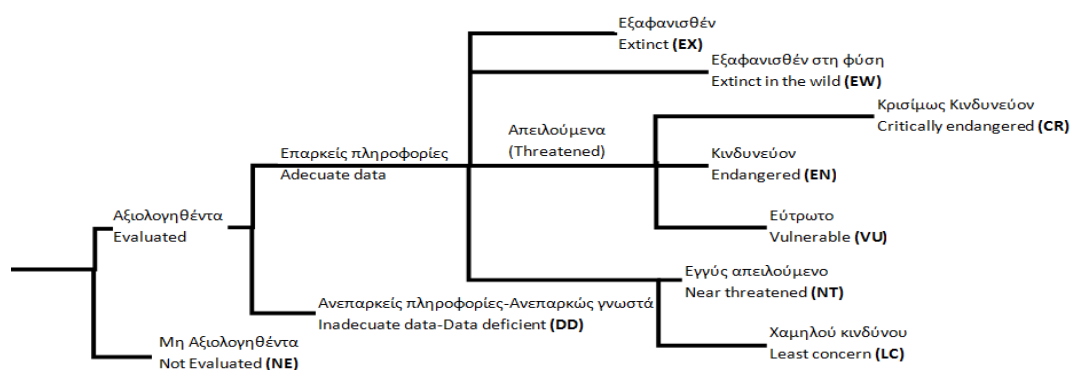 Εξαφανισθέν
Extinct (EX)
Εξαφανισθέν στη φύση
Extinct in the wild (EW)
Κρισίμως Κινδυνεύον
Critically endangered (CR)
Απειλούμενα
(Threatened)
Επαρκείς πληροφορίες
Adecuate data
Κινδυνεύον
Endangered (EN)
Αξιολογηθέντα
Evaluated
Εύτρωτο
Vulnerable (VU)
Εγγύς απειλούμενο
Near threatened (NT)
Ανεπαρκείς πληροφορίες-Ανεπαρκώς γνωστά
Inadecuate data-Data deficient (DD)
Χαμηλού κινδύνου
Least concern (LC)
Μη Αξιολογηθέντα
Not Evaluated (NE)